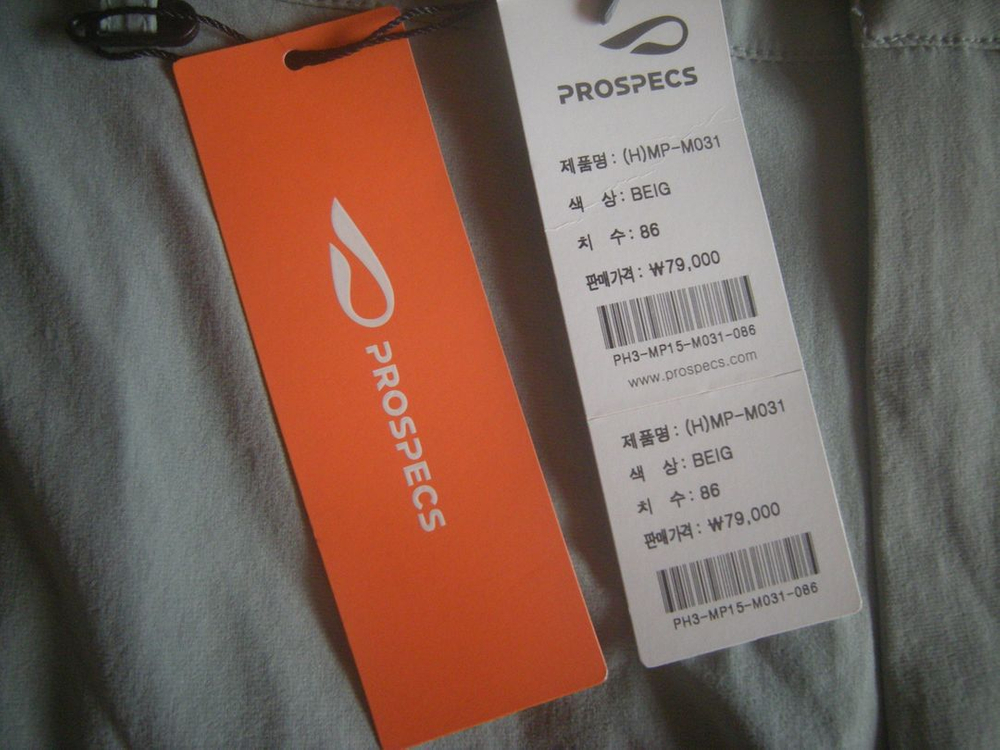 PROSPECS
PROSPECS
제품명 : (H)MP-M031
색 상 : BEIG
치 수 : 86
판매가격 : ₩79,000
PH3-MP15-M031-086
www.prospecs.com
제품명 : (H)MP-M031
색 상 : BEIG
치 수 : 86
판매가격 : ₩79,000
PH3-MP15-M031-086